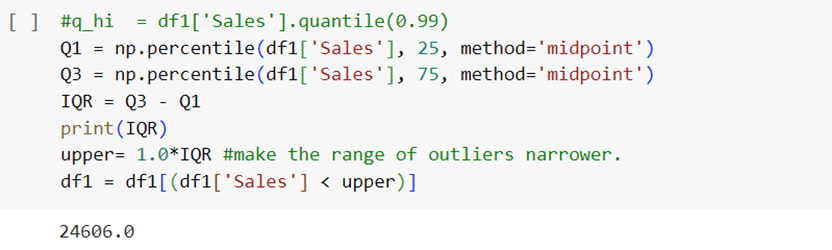 [ ] #q_hi  = df1['Sales'].quantile(0.99)
Q1 = np.percentile(df1['Sales'], 25, method='midpoint')
Q3 = np.percentile(df1['Sales'], 75, method='midpoint')
IQR = Q3 - Q1
print(IQR)
upper= 1.0*IQR #make the range of outliers narrower.
df1 = df1[(df1['Sales'] < upper)]
24606.0